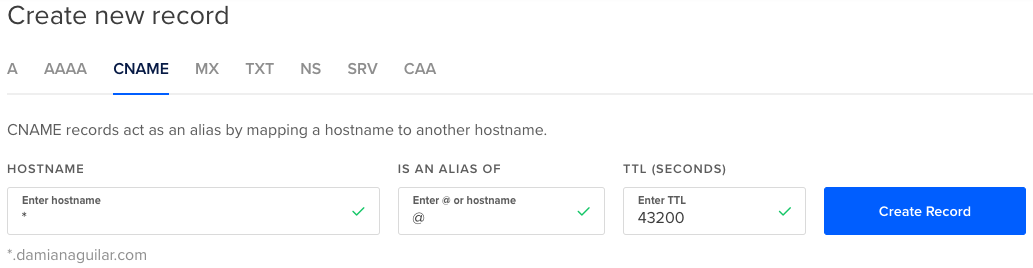 Create new record
A AAAA CNAME MX TXT NS SRV CAA
CNAME records act as an alias by mapping a hostname to another hostname.
HOSTNAME IS AN ALIAS OF TTL (SECONDS)
Enter hostname Enter @ or hostname Enter TTL
* @ 43200
Create Record
*.damianaguilar.com